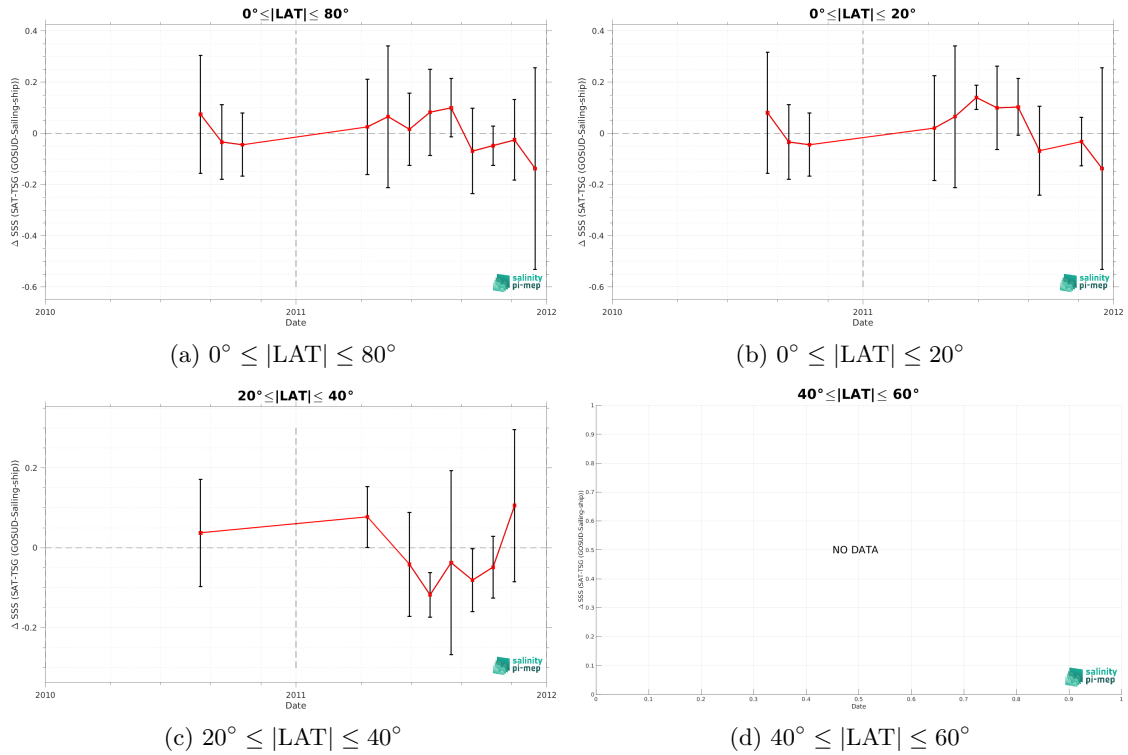 0°≤|LAT|≤ 80°
Δ SSS (SAT-TSG (GOSUD-Sailing-ship))
0.4
0.2
0
-0.2
-0.4
-0.6
2010
2011
2012
Date
salinity
pi-mep
(a) 0° ≤ |LAT| ≤ 80°
0°≤|LAT|≤ 20°
Δ SSS (SAT-TSG (GOSUD-Sailing-ship))
0.4
0.2
0
-0.2
-0.4
-0.6
2010
2011
2012
Date
salinity
pi-mep
(b) 0° ≤ |LAT| ≤ 20°
20°≤|LAT|≤ 40°
Δ SSS (SAT-TSG (GOSUD-Sailing-ship))
0.2
0
-0.2
2010
2011
2012
Date
salinity
pi-mep
(c) 20° ≤ |LAT| ≤ 40°
40°≤|LAT|≤ 60°
Δ SSS (SAT-TSG (GOSUD-Sailing-ship))
1
0.9
0.8
0.7
0.6
0.5
0.4
0.3
0.2
0.1
0
NO DATA
0 0.1 0.2 0.3 0.4 0.5 0.6 0.7 0.8 0.9 1
Date
salinity
pi-mep
(d) 40° ≤ |LAT| ≤ 60°